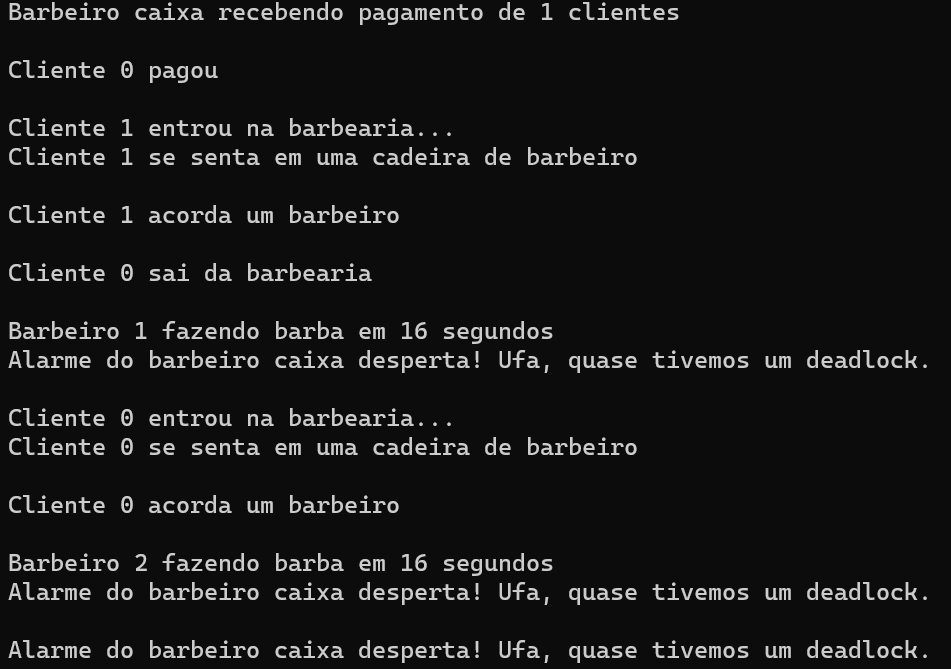 Barbeiro caixa recebendo pagamento de 1 clientes
Cliente 0 pagou
Cliente 1 entrou na barbearia...
Cliente 1 se senta em uma cadeira de barbeiro
Cliente 1 acorda um barbeiro
Cliente 0 sai da barbearia
Barbeiro 1 fazendo barba em 16 segundos
Alarme do barbeiro caixa desperta! Ufa, quase tivemos um deadlock.
Cliente 0 entrou na barbearia...
Cliente 0 se senta em uma cadeira de barbeiro
Cliente 0 acorda um barbeiro
Barbeiro 2 fazendo barba em 16 segundos
Alarme do barbeiro caixa desperta! Ufa, quase tivemos um deadlock.
Alarme do barbeiro caixa desperta! Ufa, quase tivemos um deadlock.